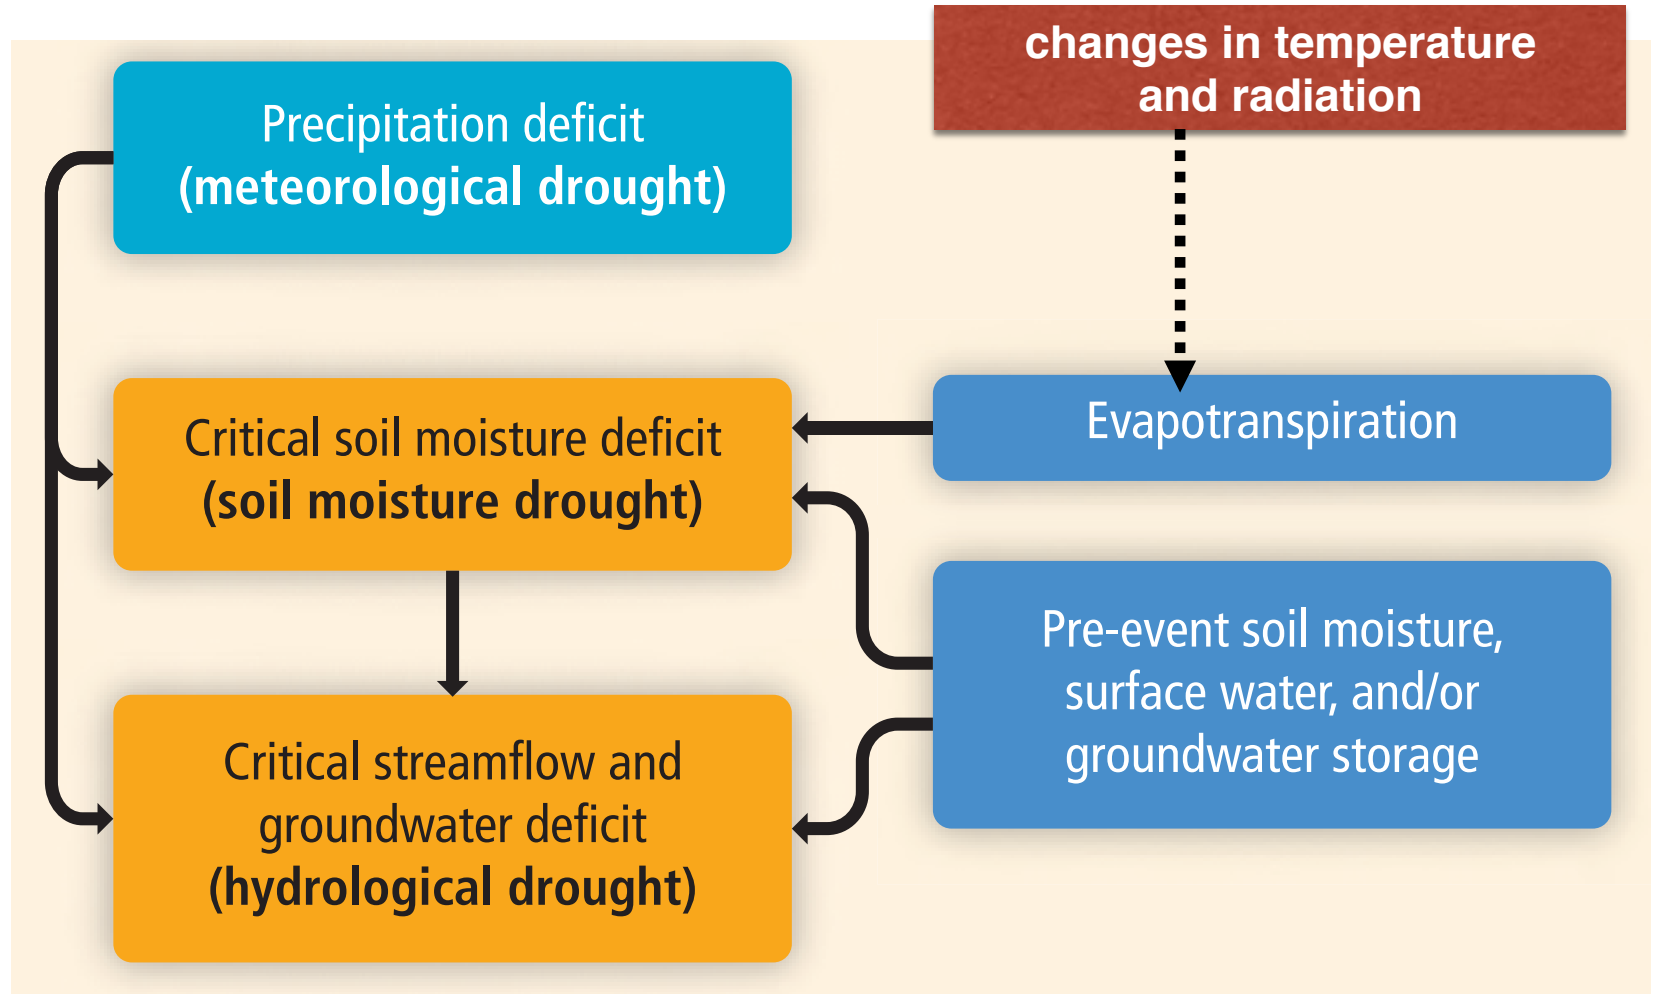 changes in temperature
and radiation
Precipitation deficit
(meteorological drought)
Critical soil moisture deficit
(soil moisture drought)
Evapotranspiration
Pre-event soil moisture,
surface water, and/or
groundwater storage
Critical streamflow and
groundwater deficit
(hydrological drought)